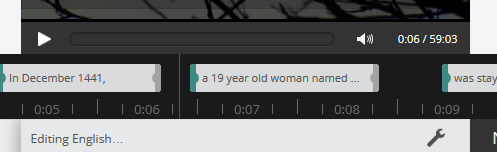 0:06 / 59:03
In December 1441, a 19 year old woman named ... was stay
0:05 0:06 0:07 0:08 0:09
Editing English...